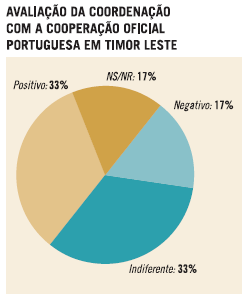 AVALIAÇÃO DA COORDENAÇÃO
COM A COOPERAÇÃO OFICIAL
PORTUGUESA EM TIMOR LESTE
NS/NR: 17%
Positivo: 33%
Negativo: 17%
Indiferente: 33%